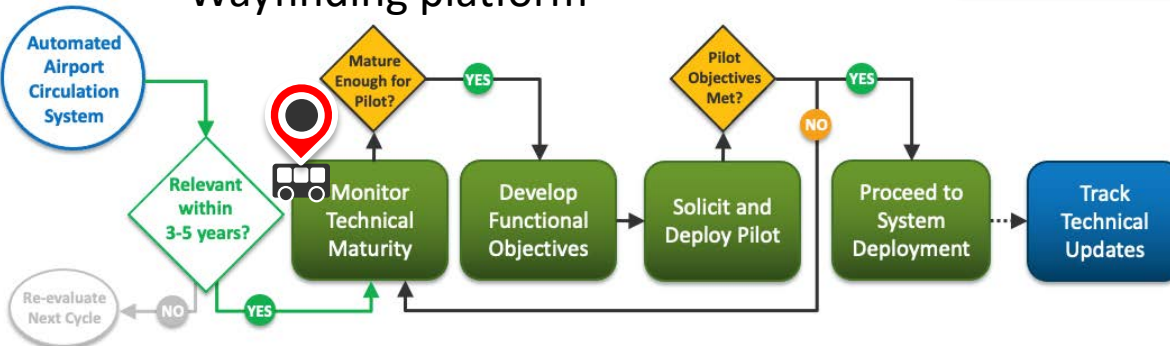 Wayfinding platform
Automated
Airport
Circulation
System
Relevant
within
3-5 years?
NO
Re-evaluate
Next Cycle
YES
Monitor
Technical
Maturity
Mature
Enough for
Pilot?
YES
Develop
Functional
Objectives
Solicit and
Deploy Pilot
Pilot
Objectives
Met?
NO
YES
Proceed to
System
Deployment
Track
Technical
Updates